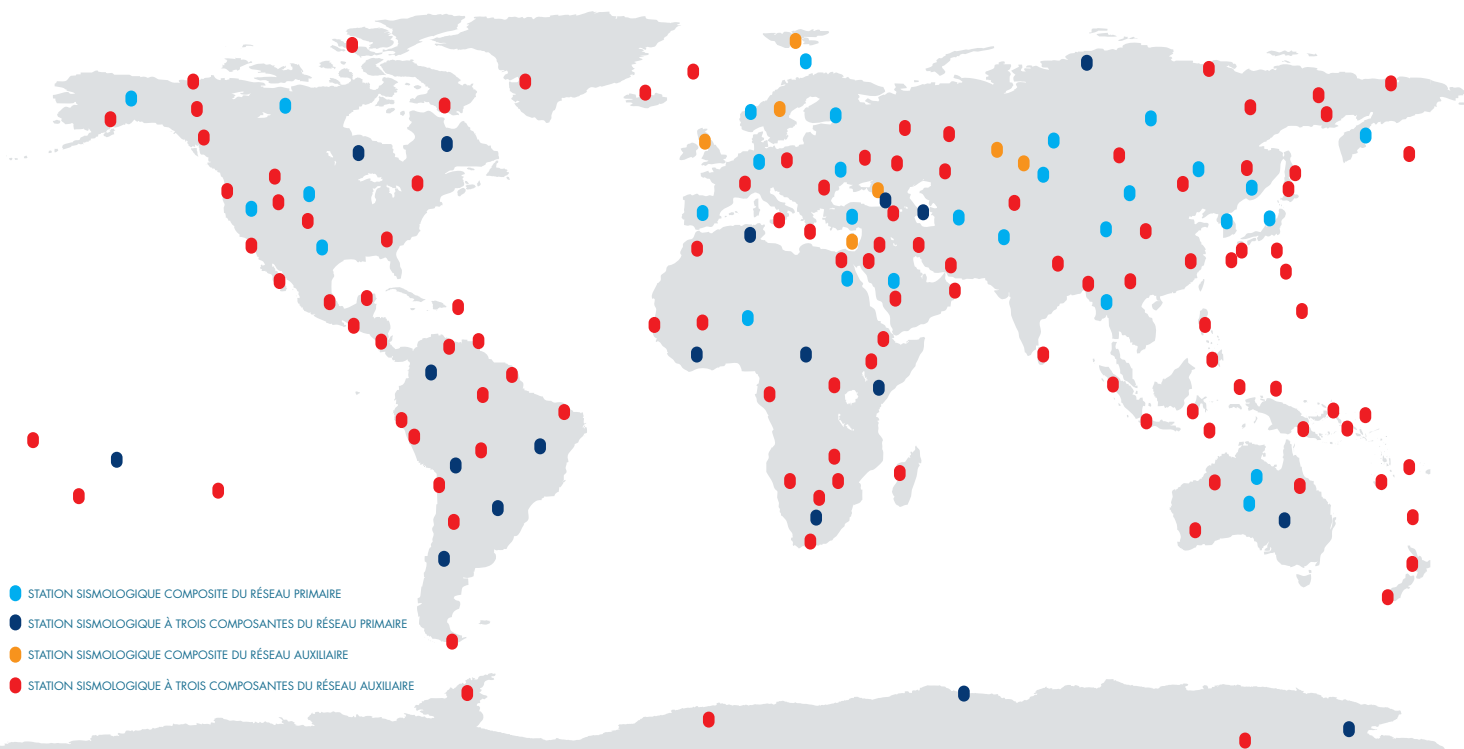 STATION SISMOLOGIQUE COMPOSITE DU RÉSEAU PRIMAIRE
STATION SISMOLOGIQUE À TROIS COMPOSANTES DU RÉSEAU PRIMAIRE
STATION SISMOLOGIQUE COMPOSITE DU RÉSEAU AUXILIAIRE
STATION SISMOLOGIQUE À TROIS COMPOSANTES DU RÉSEAU AUXILIAIRE